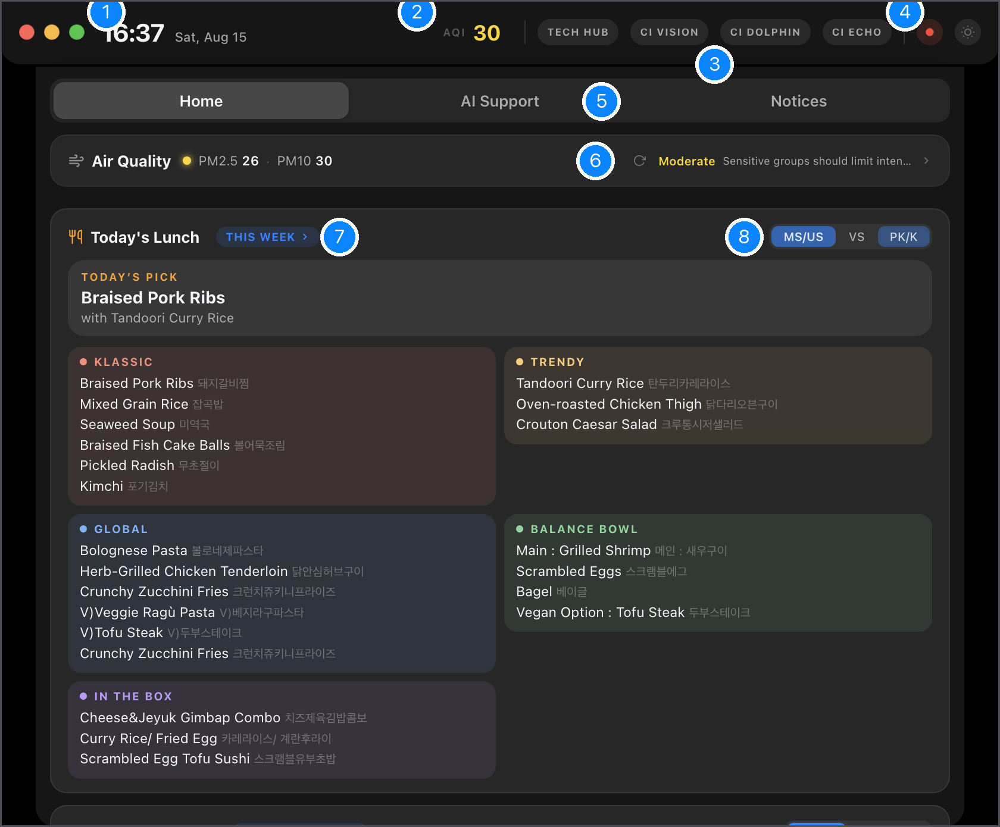 1
2
4
16:37 Sat, Aug 15
AQI 30
TECH HUB
CI VISION
CI DOLPHIN
CI ECHO
3
Home
AI Support
5
Notices
Air Quality PM2.5 26 · PM10 30
6
Moderate Sensitive groups should limit inten...
Today's Lunch
THIS WEEK
7
8
MS/US
VS
PK/K
TODAY'S PICK
Braised Pork Ribs
with Tandoori Curry Rice
KLASSIC
Braised Pork Ribs 돼지갈비찜
Mixed Grain Rice 잡곡밥
Seaweed Soup 미역국
Braised Fish Cake Balls 볼어묵조림
Pickled Radish 무초절이
Kimchi 포기김치
TRENDY
Tandoori Curry Rice 탄두리카레라이스
Oven-roasted Chicken Thigh 닭다리오븐구이
Crouton Caesar Salad 크루통시저샐러드
GLOBAL
Bolognese Pasta 볼로네제파스타
Herb-Grilled Chicken Tenderloin 닭안심허브구이
Crunchy Zucchini Fries 크런치쥬키니프라이즈
V)Veggie Ragù Pasta V)베지라구파스타
V)Tofu Steak V)두부스테이크
Crunchy Zucchini Fries 크런치쥬키니프라이즈
BALANCE BOWL
Main : Grilled Shrimp 메인 : 새우구이
Scrambled Eggs 스크램블에그
Bagel 베이글
Vegan Option : Tofu Steak 두부스테이크
IN THE BOX
Cheese&Jeyuk Gimbap Combo 치즈제육김밥콤보
Curry Rice/ Fried Egg 카레라이스/ 계란후라이
Scrambled Egg Tofu Sushi 스크램블유부초밥